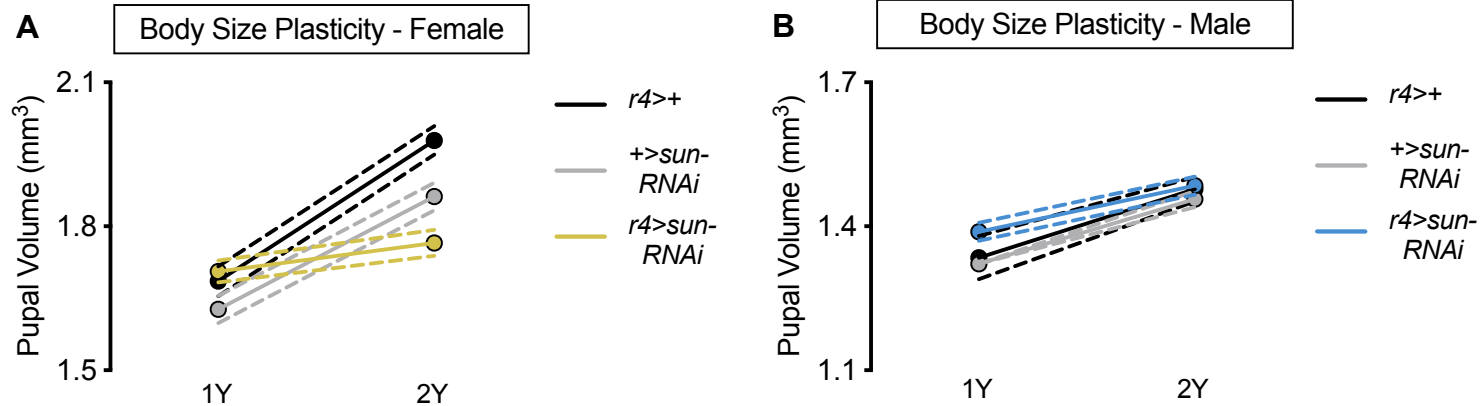 A
Body Size Plasticity - Female
Pupal Volume (mm³)
2.1
1.8
1.5
1Y
2Y
r4>+
+>sun-
RNAi
r4>sun-
RNAi
B
Body Size Plasticity - Male
Pupal Volume (mm³)
1.7
1.4
1.1
1Y
2Y
r4>+
+>sun-
RNAi
r4>sun-
RNAi